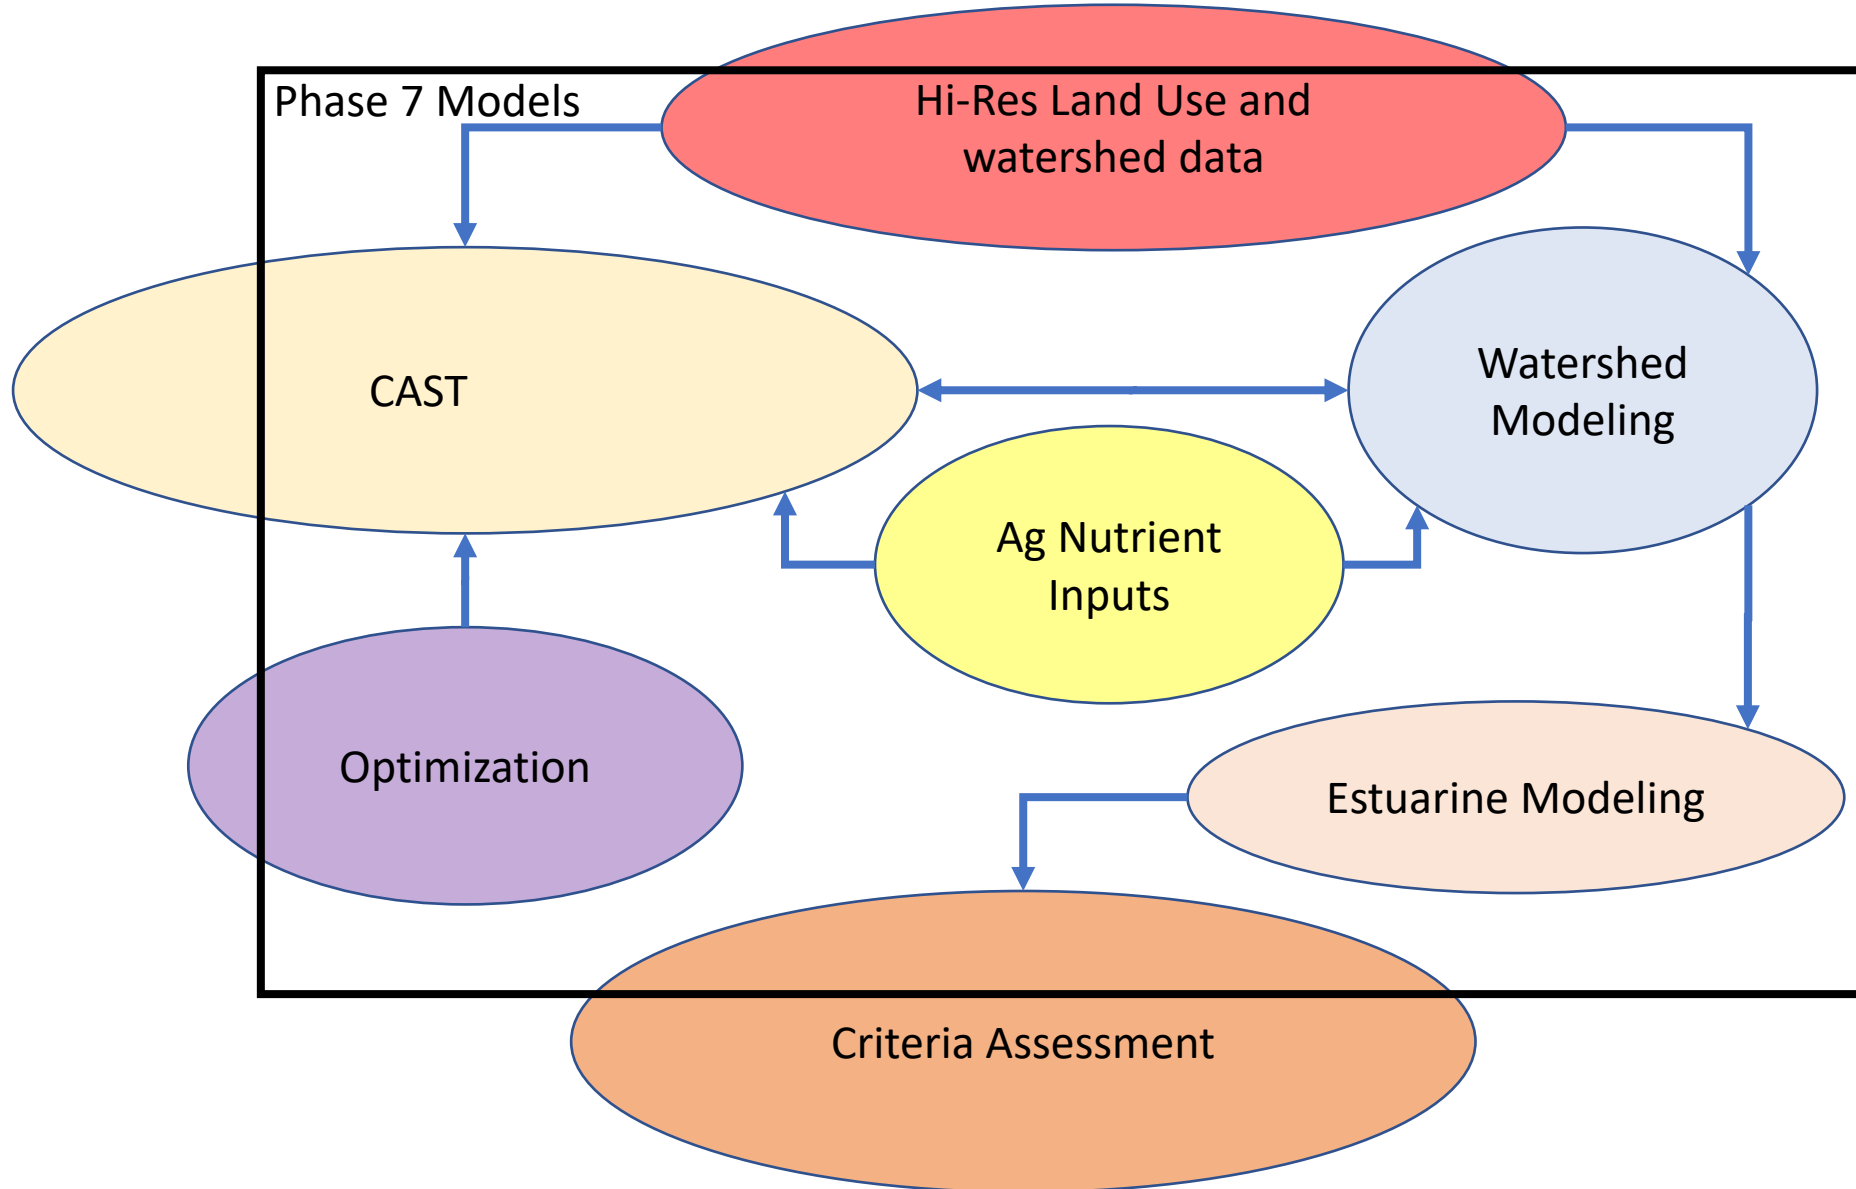 Phase 7 Models
Hi-Res Land Use and
watershed data
CAST
Watershed
Modeling
Ag Nutrient
Inputs
Optimization
Estuarine Modeling
Criteria Assessment